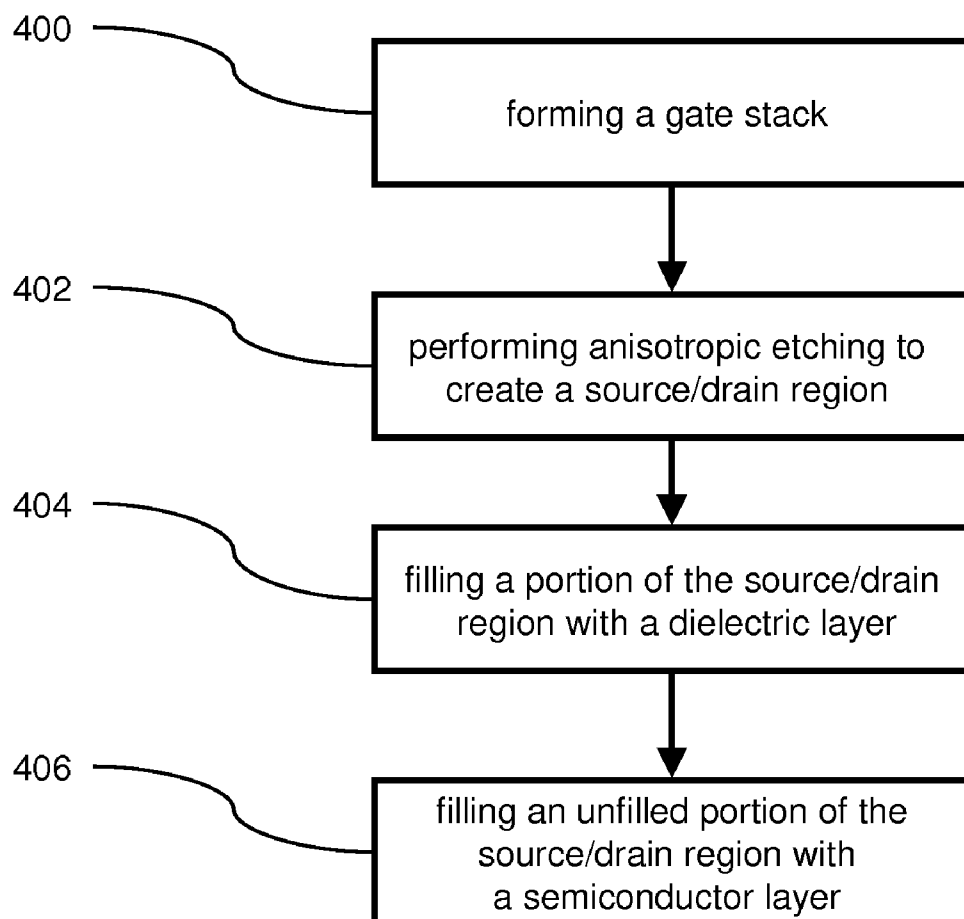 400
forming a gate stack
402
performing anisotropic etching to
create a source/drain region
404
filling a portion of the source/drain
region with a dielectric layer
406
filling an unfilled portion of the
source/drain region with
a semiconductor layer